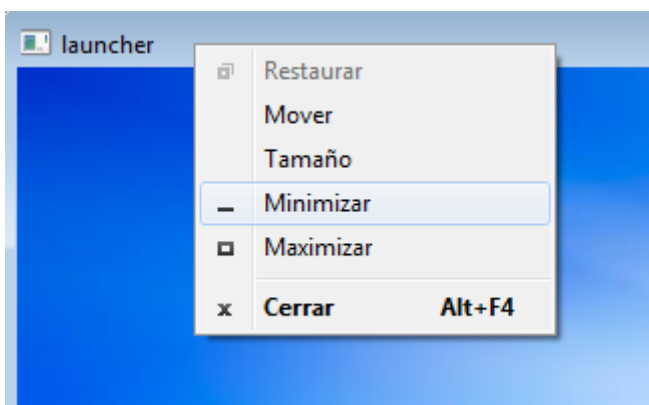 launcher
Restaurar
Mover
Tamaño
Minimizar
Maximizar
Cerrar Alt+F4